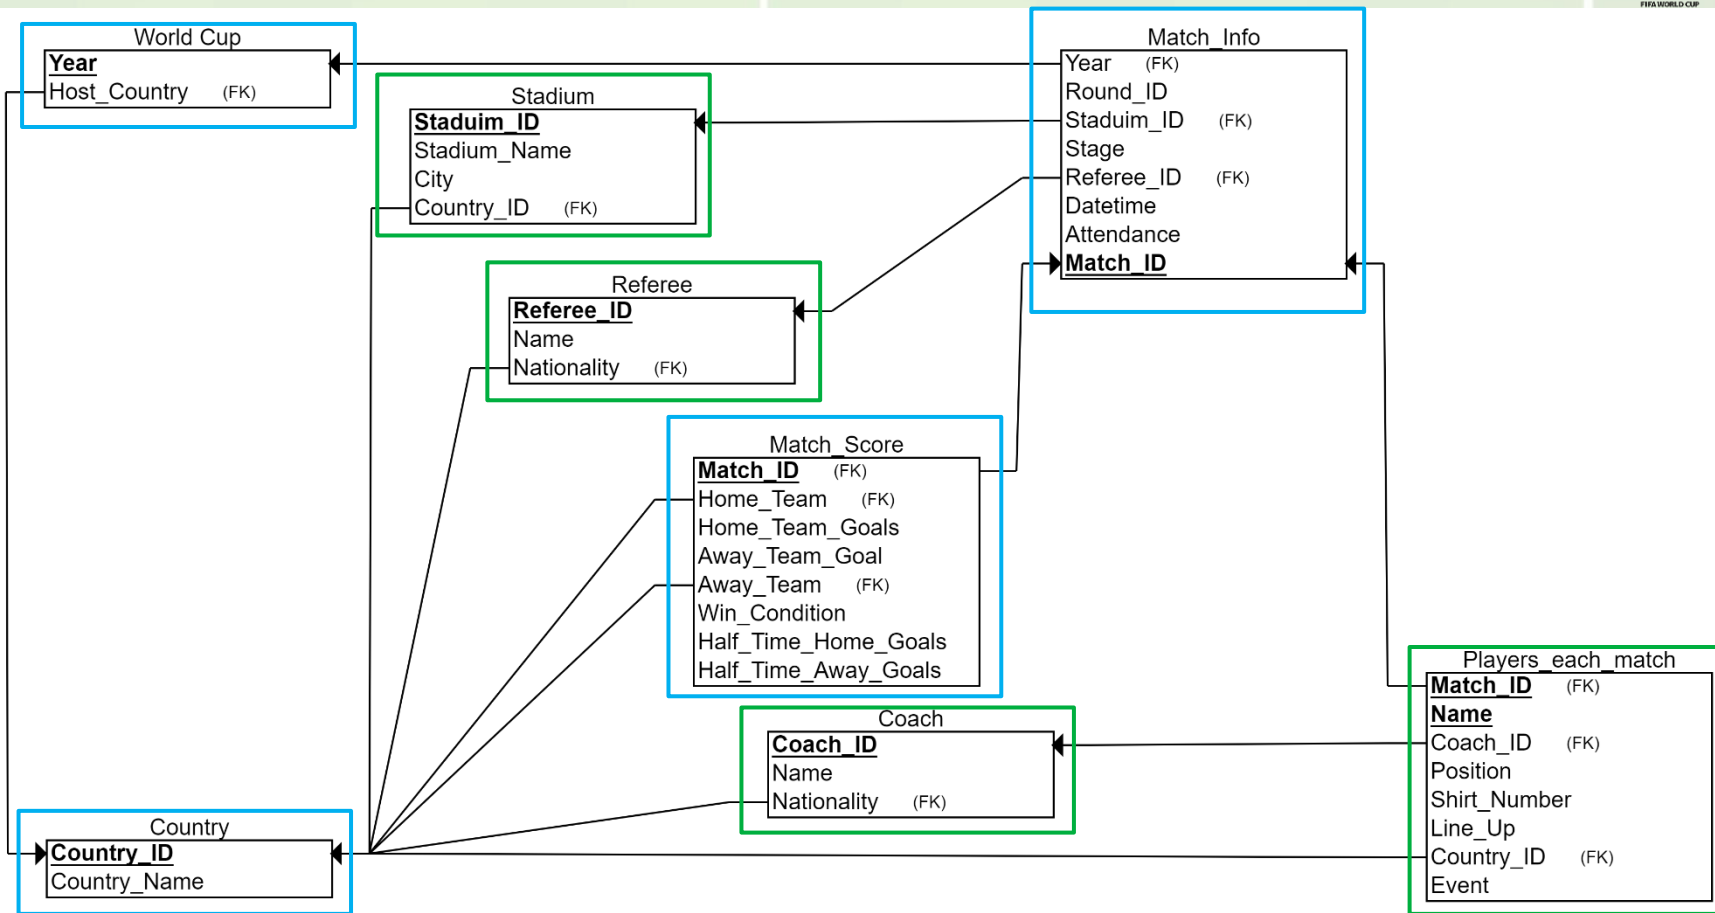 FIFA WORLD CUP
World Cup
Year
Host_Country (FK)
Stadium
Staduim_ID
Stadium_Name
City
Country_ID (FK)
Referee
Referee_ID
Name
Nationality (FK)
Match_Info
Year (FK)
Round_ID
Staduim_ID (FK)
Stage
Referee_ID (FK)
Datetime
Attendance
Match_ID
Match_Score
Match_ID (FK)
Home_Team (FK)
Home_Team_Goals
Away_Team_Goal
Away_Team (FK)
Win_Condition
Half_Time_Home_Goals
Half_Time_Away_Goals
Coach
Coach_ID
Name
Nationality (FK)
Players_each_match
Match_ID (FK)
Name
Coach_ID (FK)
Position
Shirt_Number
Line_Up
Country_ID (FK)
Event
Country
Country_ID
Country_Name